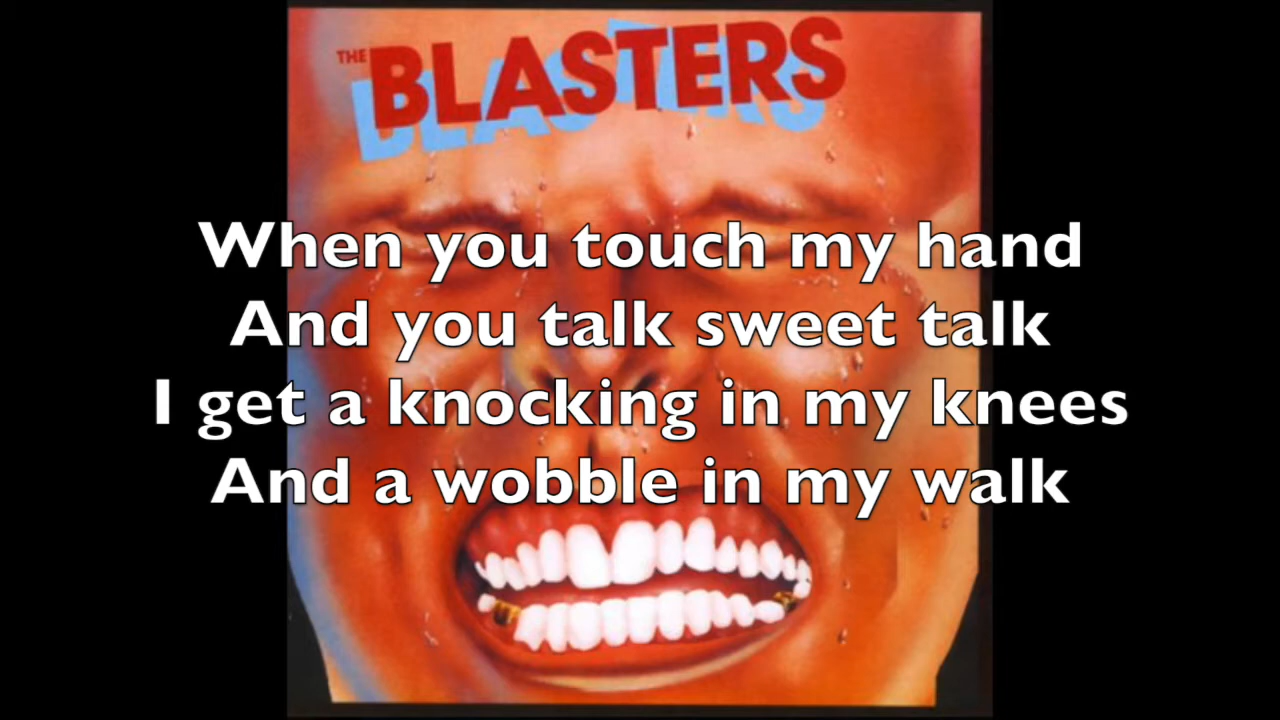 THE BLASTERS
When you touch my hand
And you talk sweet talk
I get a knocking in my knees
And a wobble in my walk